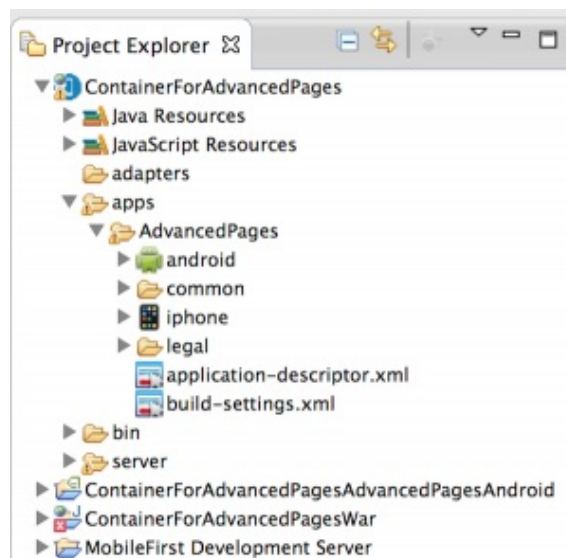 Project Explorer
ContainerForAdvancedPages
Java Resources
JavaScript Resources
adapters
apps
AdvancedPages
android
common
iphone
legal
application-descriptor.xml
build-settings.xml
bin
server
ContainerForAdvancedPagesAdvancedPagesAndroid
ContainerForAdvancedPagesWar
MobileFirst Development Server